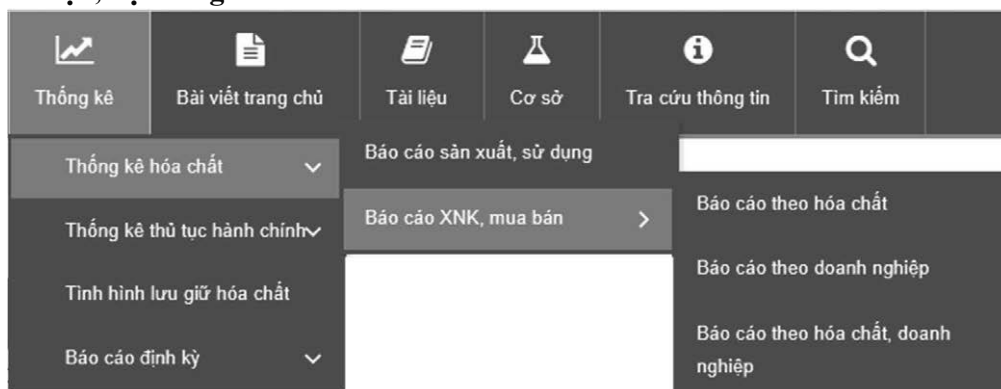 Thống kê
Bài viết trang chủ
Tài liệu
Cơ sở
Tra cứu thông tin
Tìm kiếm
Thống kê hóa chất
Thống kê thủ tục hành chính
Tình hình lưu giữ hóa chất
Báo cáo định kỳ
Báo cáo sản xuất, sử dụng
Báo cáo XNK, mua bán
Báo cáo theo hóa chất
Báo cáo theo doanh nghiệp
Báo cáo theo hóa chất, doanh
nghiệp